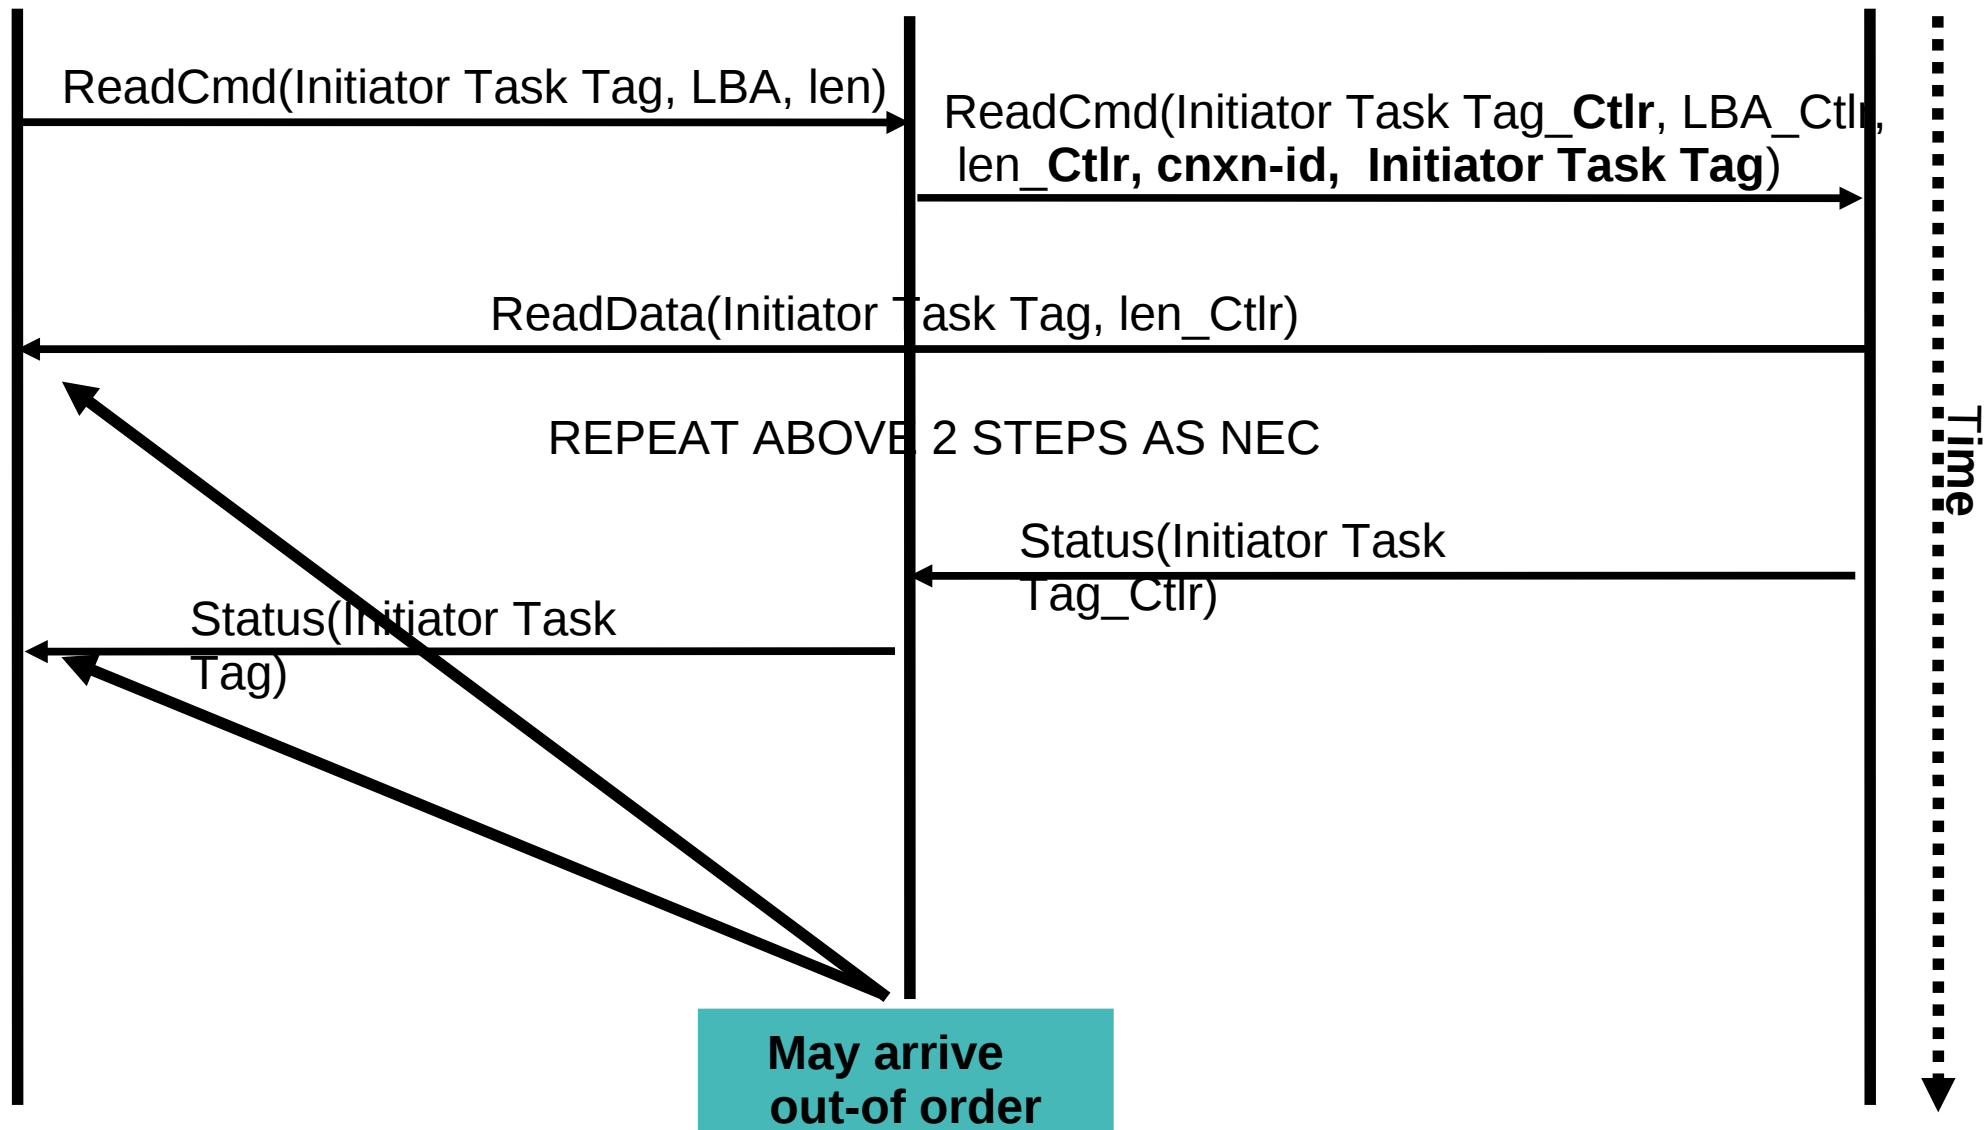 ReadCmd(Initiator Task Tag, LBA, len)
ReadCmd(Initiator Task Tag_Ctlr, LBA_Ctlr,
len_Ctlr, cnxn-id, Initiator Task Tag)
ReadData(Initiator Task Tag, len_Ctlr)
REPEAT ABOVE 2 STEPS AS NEC
Time
Status(Initiator Task
Tag_Ctlr)
Status(Initiator Task
Tag)
May arrive
out-of order